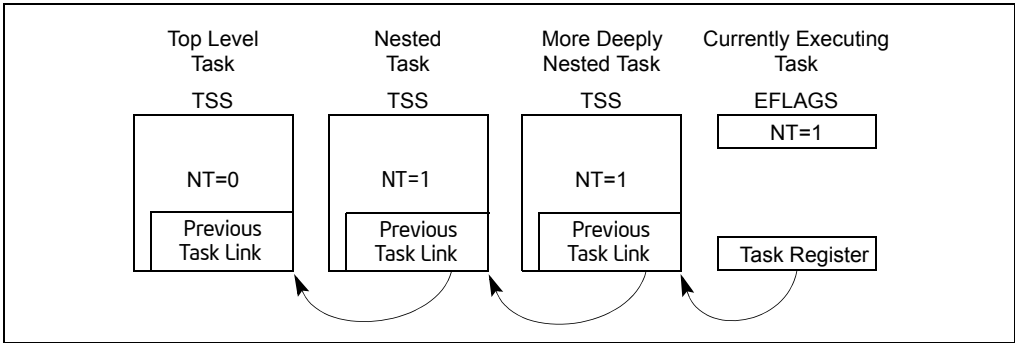 Top Level
Task
TSS
NT=0
Previous
Task Link
Nested
Task
TSS
NT=1
Previous
Task Link
More Deeply
Nested Task
TSS
NT=1
Previous
Task Link
Currently Executing
Task
EFLAGS
NT=1
Task Register